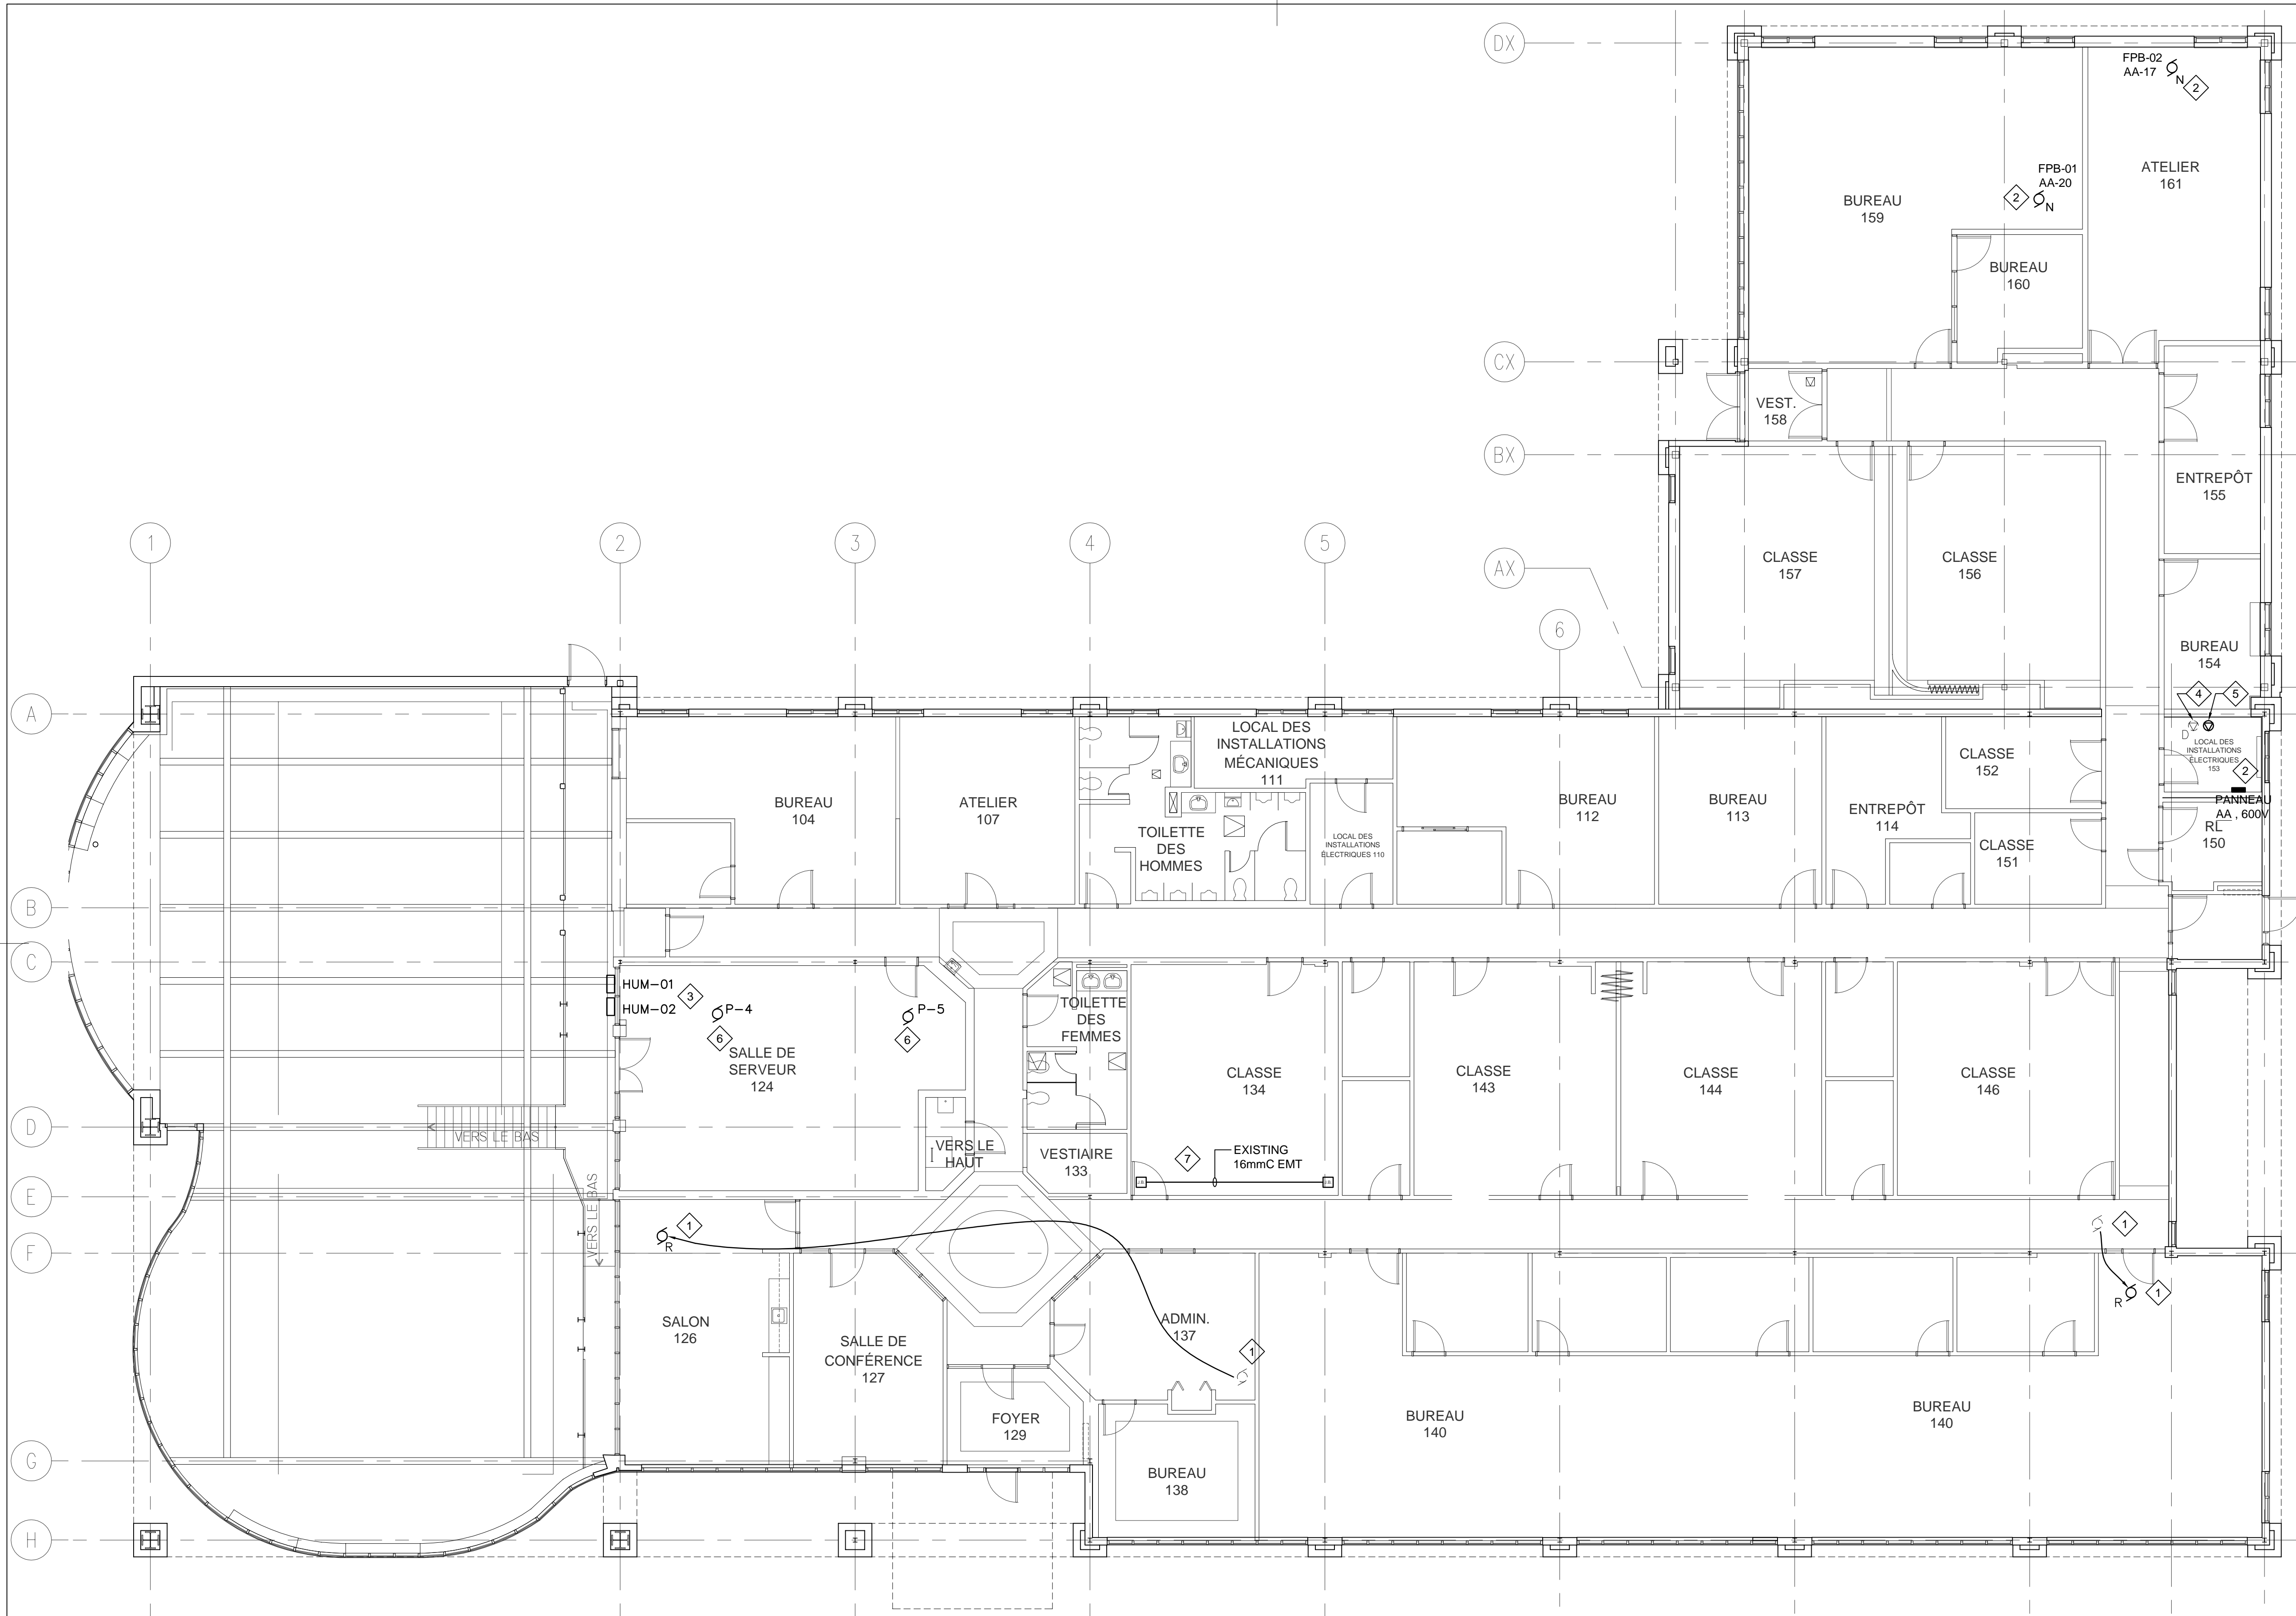 DX
FPB-02
AA-17
N
2
FPB-01
AA-20
2
N
ATELIER
161
BUREAU
159
BUREAU
160
CX
VEST.
158
BX
ENTREPÔT
155
1
2
3
4
5
AX
6
CLASSE
157
CLASSE
156
BUREAU
154
4
5
A
D
LOCAL DES
INSTALLATIONS
ÉLECTRIQUES
153
2
PANNEAU
AA , 600V
RL
150
LOCAL DES
INSTALLATIONS
MÉCANIQUES
111
CLASSE
152
BUREAU
104
ATELIER
107
BUREAU
112
BUREAU
113
ENTREPÔT
114
TOILETTE
DES
HOMMES
LOCAL DES
INSTALLATIONS
ÉLECTRIQUES 110
CLASSE
151
B
C
HUM-01
HUM-02
3
P-4
6
P-5
6
SALLE DE
SERVEUR
124
TOILETTE
DES
FEMMES
CLASSE
134
CLASSE
143
CLASSE
144
CLASSE
146
D
VERS LE BAS
VERS LE
HAUT
VESTIAIRE
133
7
EXISTING
16mmC EMT
J.B.
J.B.
E
VERS LE BAS
F
R
1
1
R
1
SALON
126
SALLE DE
CONFÉRENCE
127
ADMIN.
137
1
FOYER
129
BUREAU
140
BUREAU
140
G
BUREAU
138
H